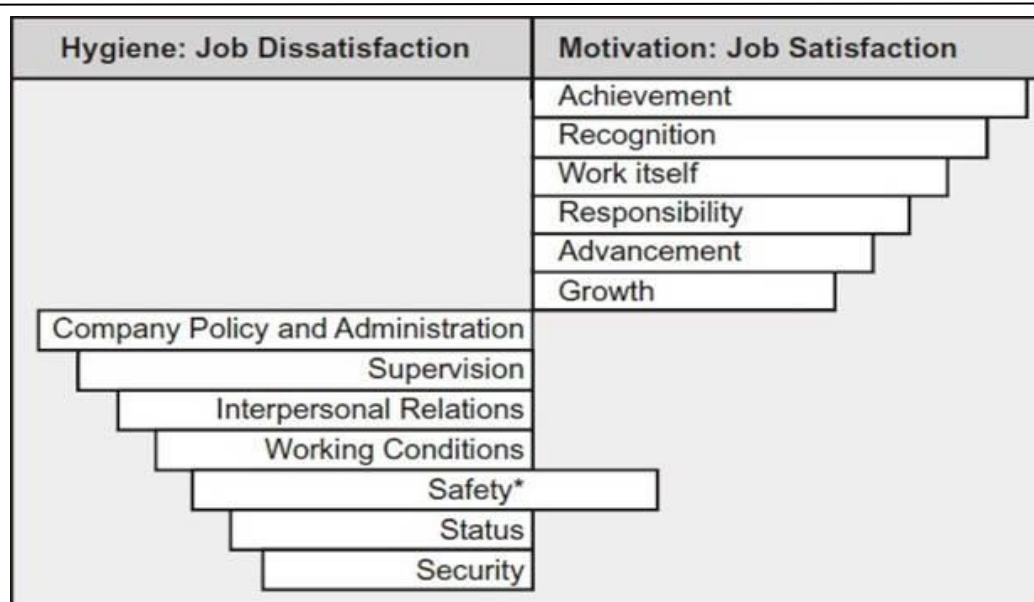 Hygiene: Job Dissatisfaction
Motivation: Job Satisfaction
Achievement
Recognition
Work itself
Responsibility
Advancement
Growth
Company Policy and Administration
Supervision
Interpersonal Relations
Working Conditions
Safety*
Status
Security